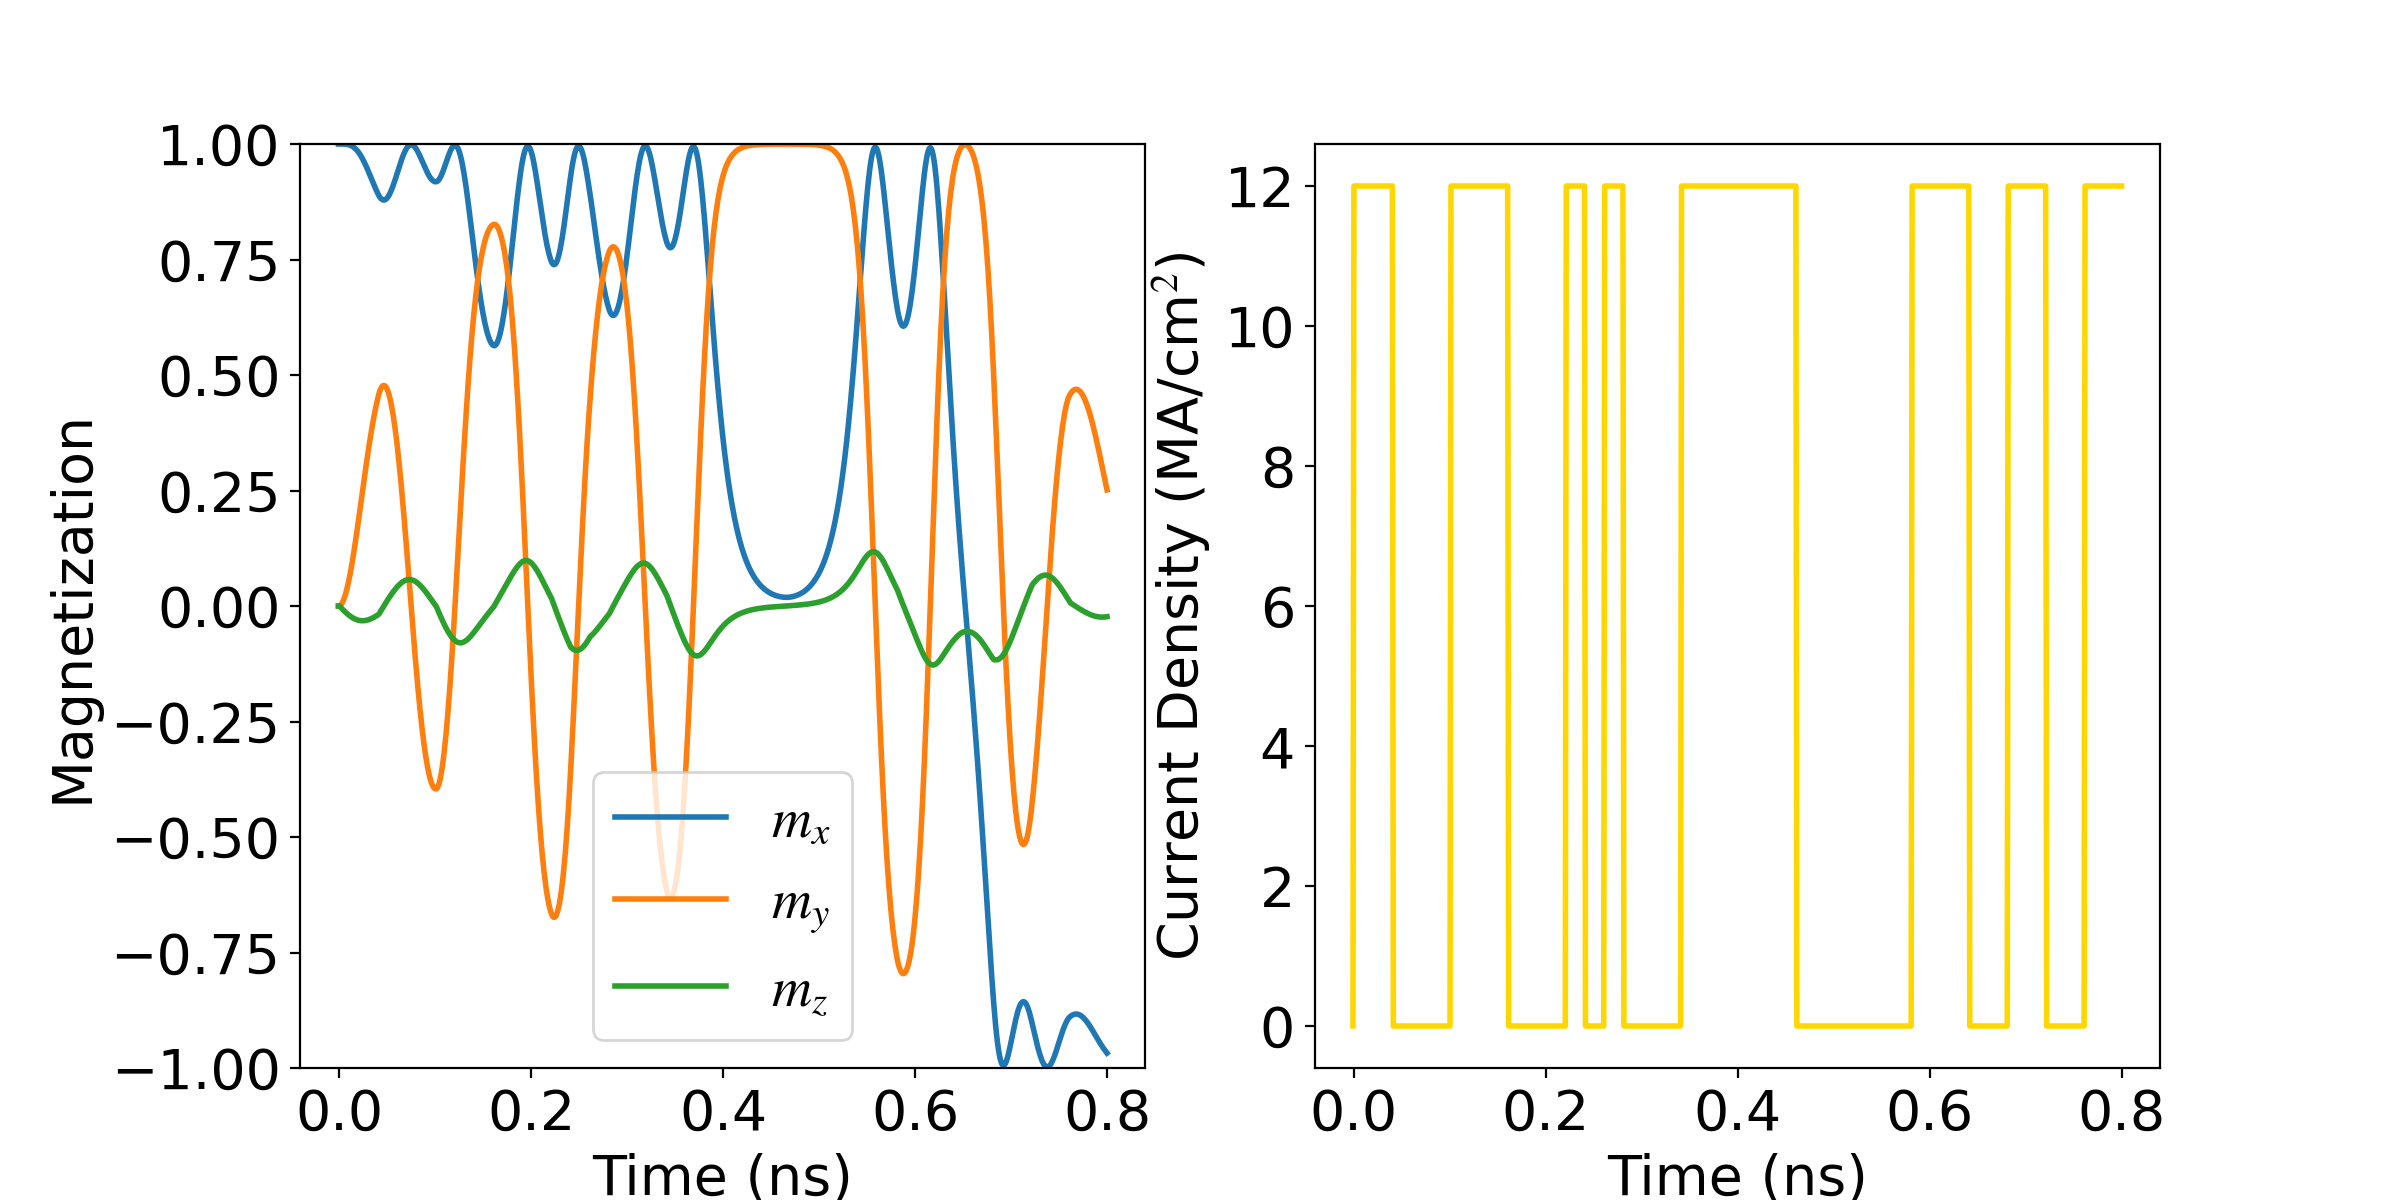 1.00
0.75
0.50
0.25
0.00
−0.25
−0.50
−0.75
−1.00
Magnetization
0.0 0.2 0.4 0.6 0.8
Time (ns)
m_x
m_y
m_z
12
10
8
6
4
2
0
Current Density (MA/cm²)
0.0 0.2 0.4 0.6 0.8
Time (ns)